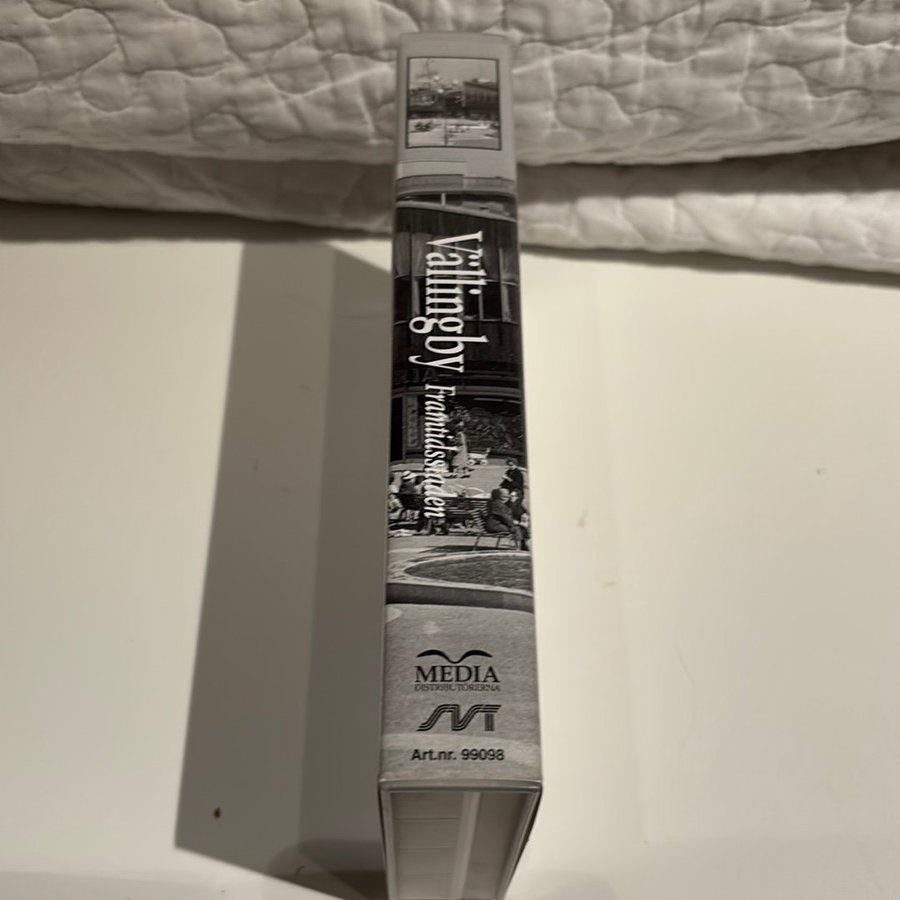 Vällingby Framtidsstaden
MEDIA
DISTRIBUTÖRERNA
SVT
Art.nr. 99098